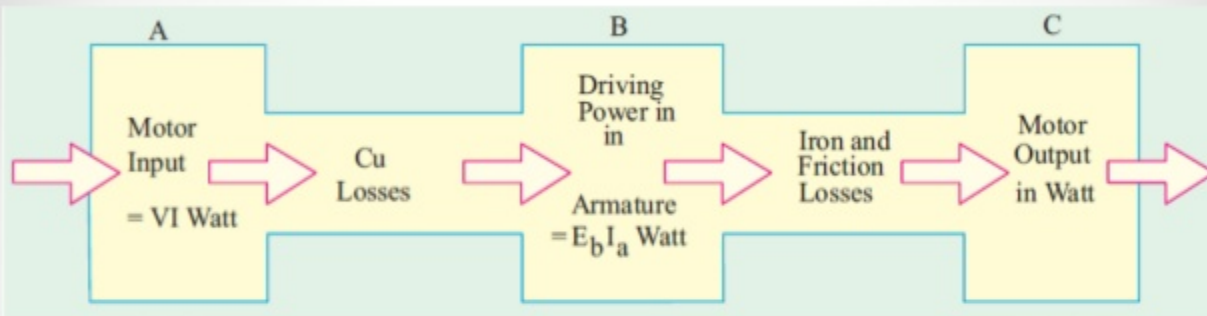 A
Motor
Input
= VI Watt
Cu
Losses
B
Driving
Power in
in
Armature
=EbIa Watt
Iron and
Friction
Losses
C
Motor
Output
in Watt